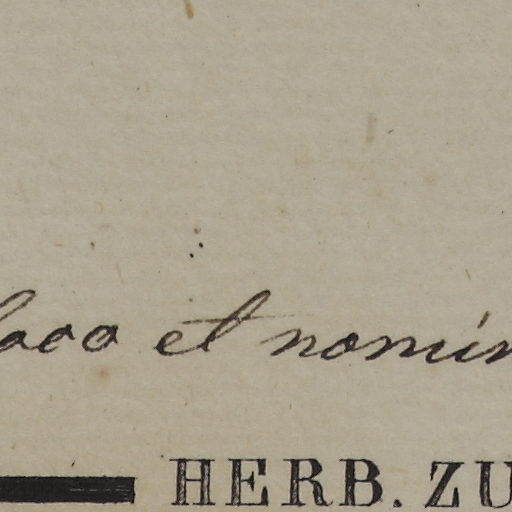 loco et nomin
HERB. ZU